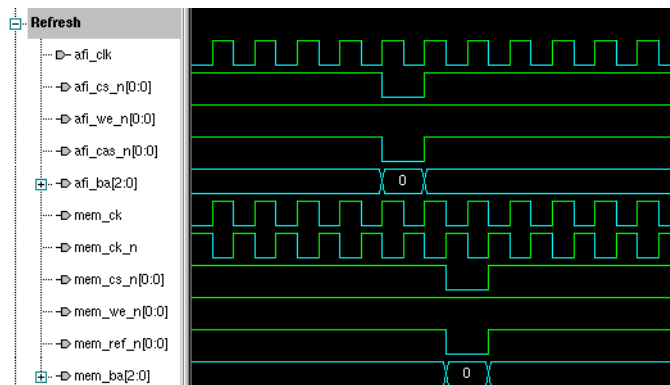 Refresh
afi_clk
afi_cs_n[0:0]
afi_we_n[0:0]
afi_cas_n[0:0]
afi_ba[2:0]
0
mem_ck
mem_ck_n
mem_cs_n[0:0]
mem_we_n[0:0]
mem_ref_n[0:0]
mem_ba[2:0]
0